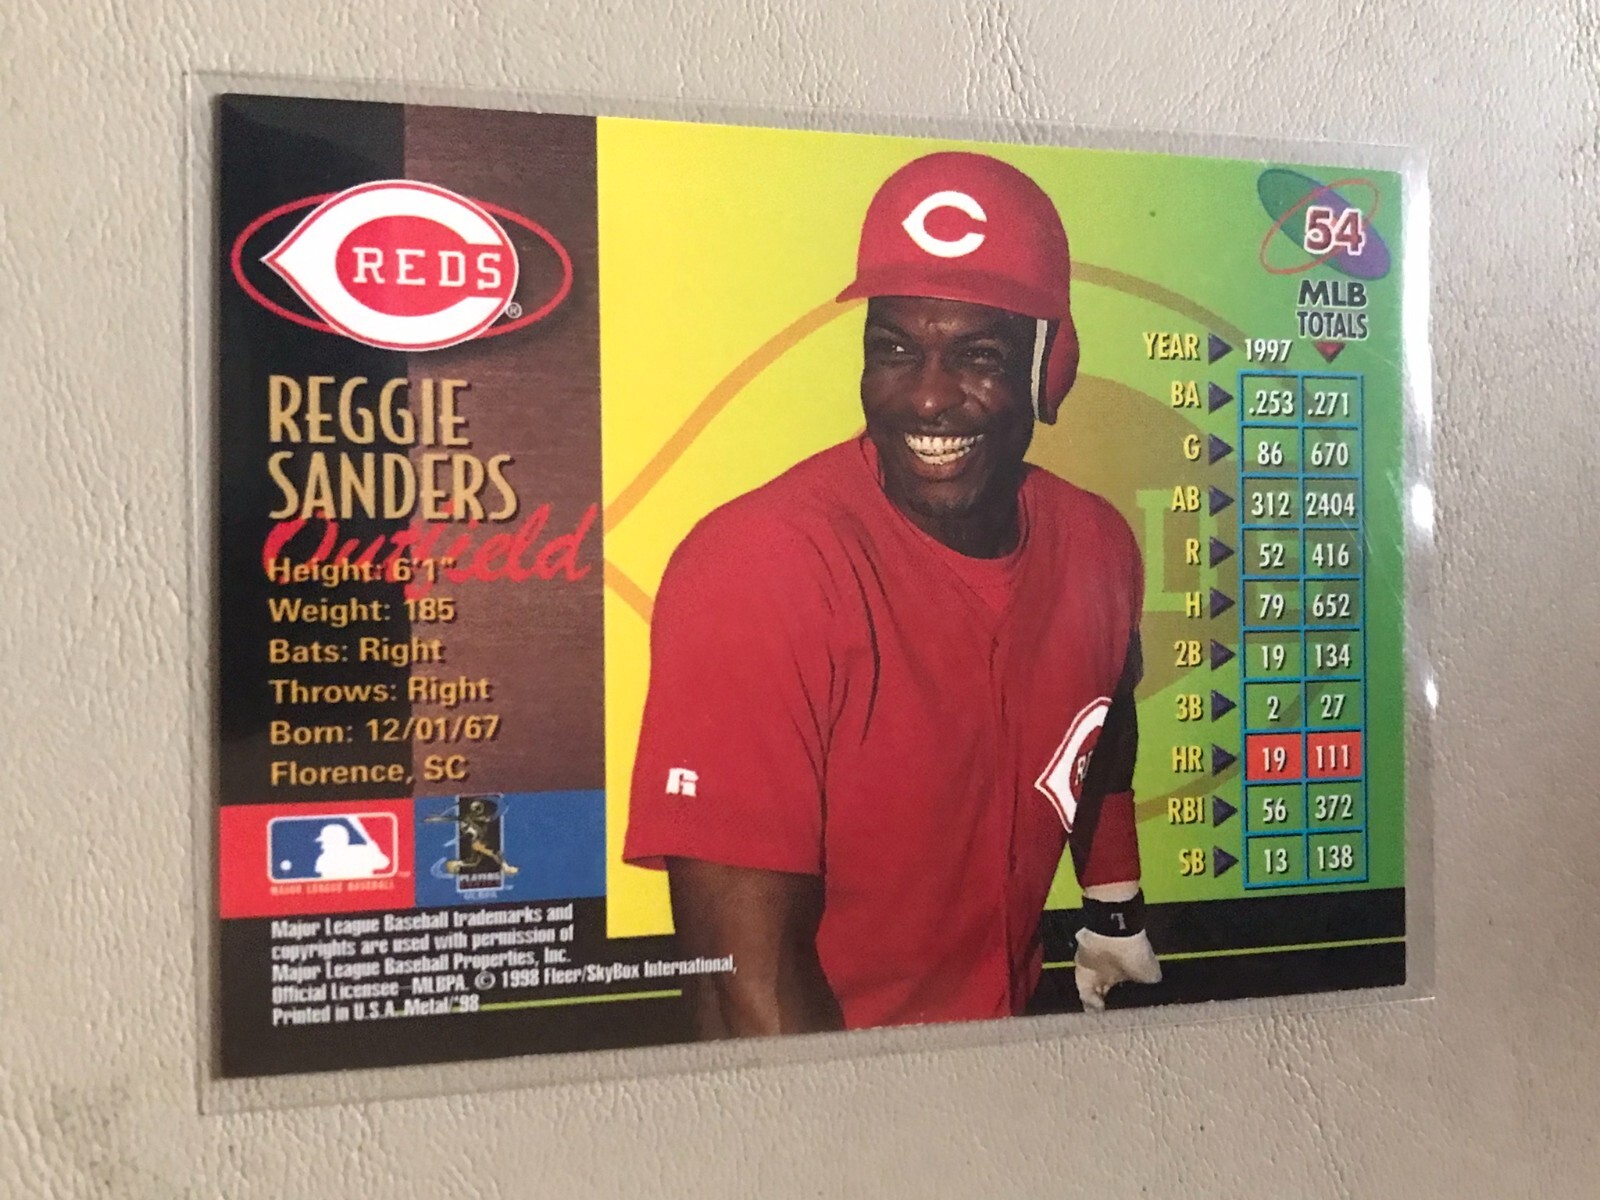 REDS
®
REGGIE
SANDERS
Outfield
Height: 6'1"
Weight: 185
Bats: Right
Throws: Right
Born: 12/01/67
Florence, SC
MAJOR LEAGUE BASEBALL
PLAYERS
Major League Baseball trademarks and
copyrights are used with permission of
Major League Baseball Properties, Inc.
Official Licensee—MLBPA. © 1998 Fleer/SkyBox International,
Printed in U.S.A. Metal/'98
C
54
MLB
TOTALS
YEAR 1997
BA .253 .271
G 86 670
AB 312 2404
R 52 416
H 79 652
2B 19 134
3B 2 27
HR 19 111
RBI 56 372
SB 13 138